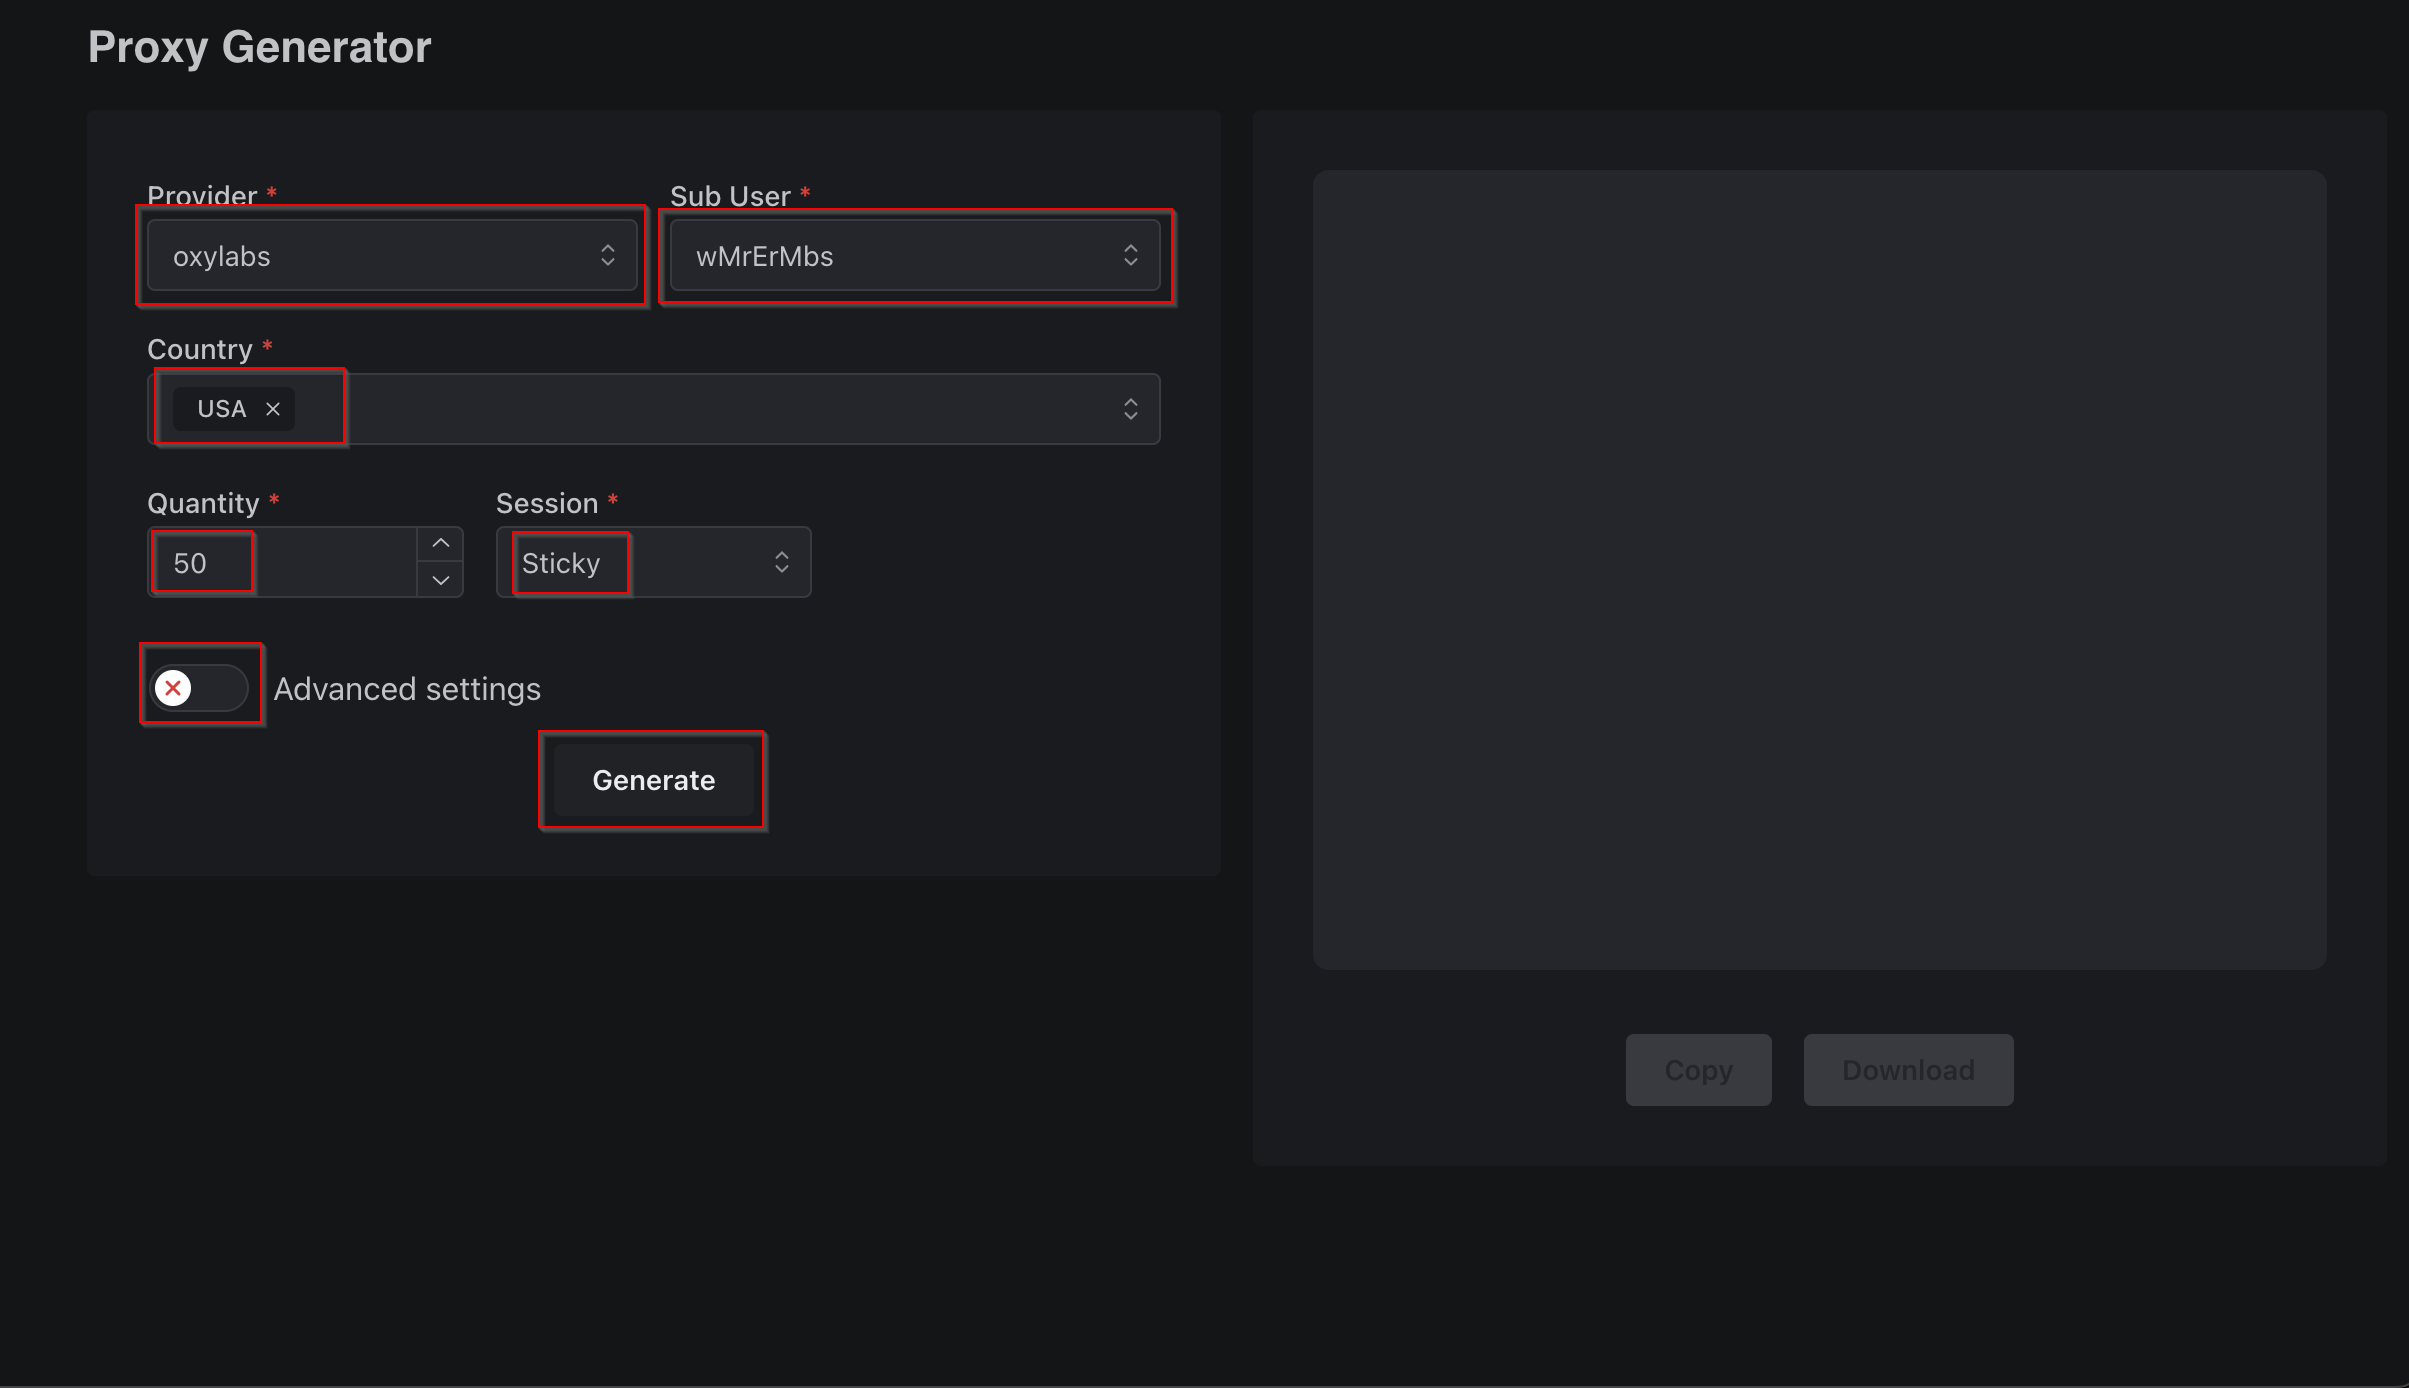 Proxy Generator
Provider * Sub User *
oxylabs wMrErMbs
Country *
USA
Quantity * Session *
50 Sticky
Advanced settings
Generate
Copy Download